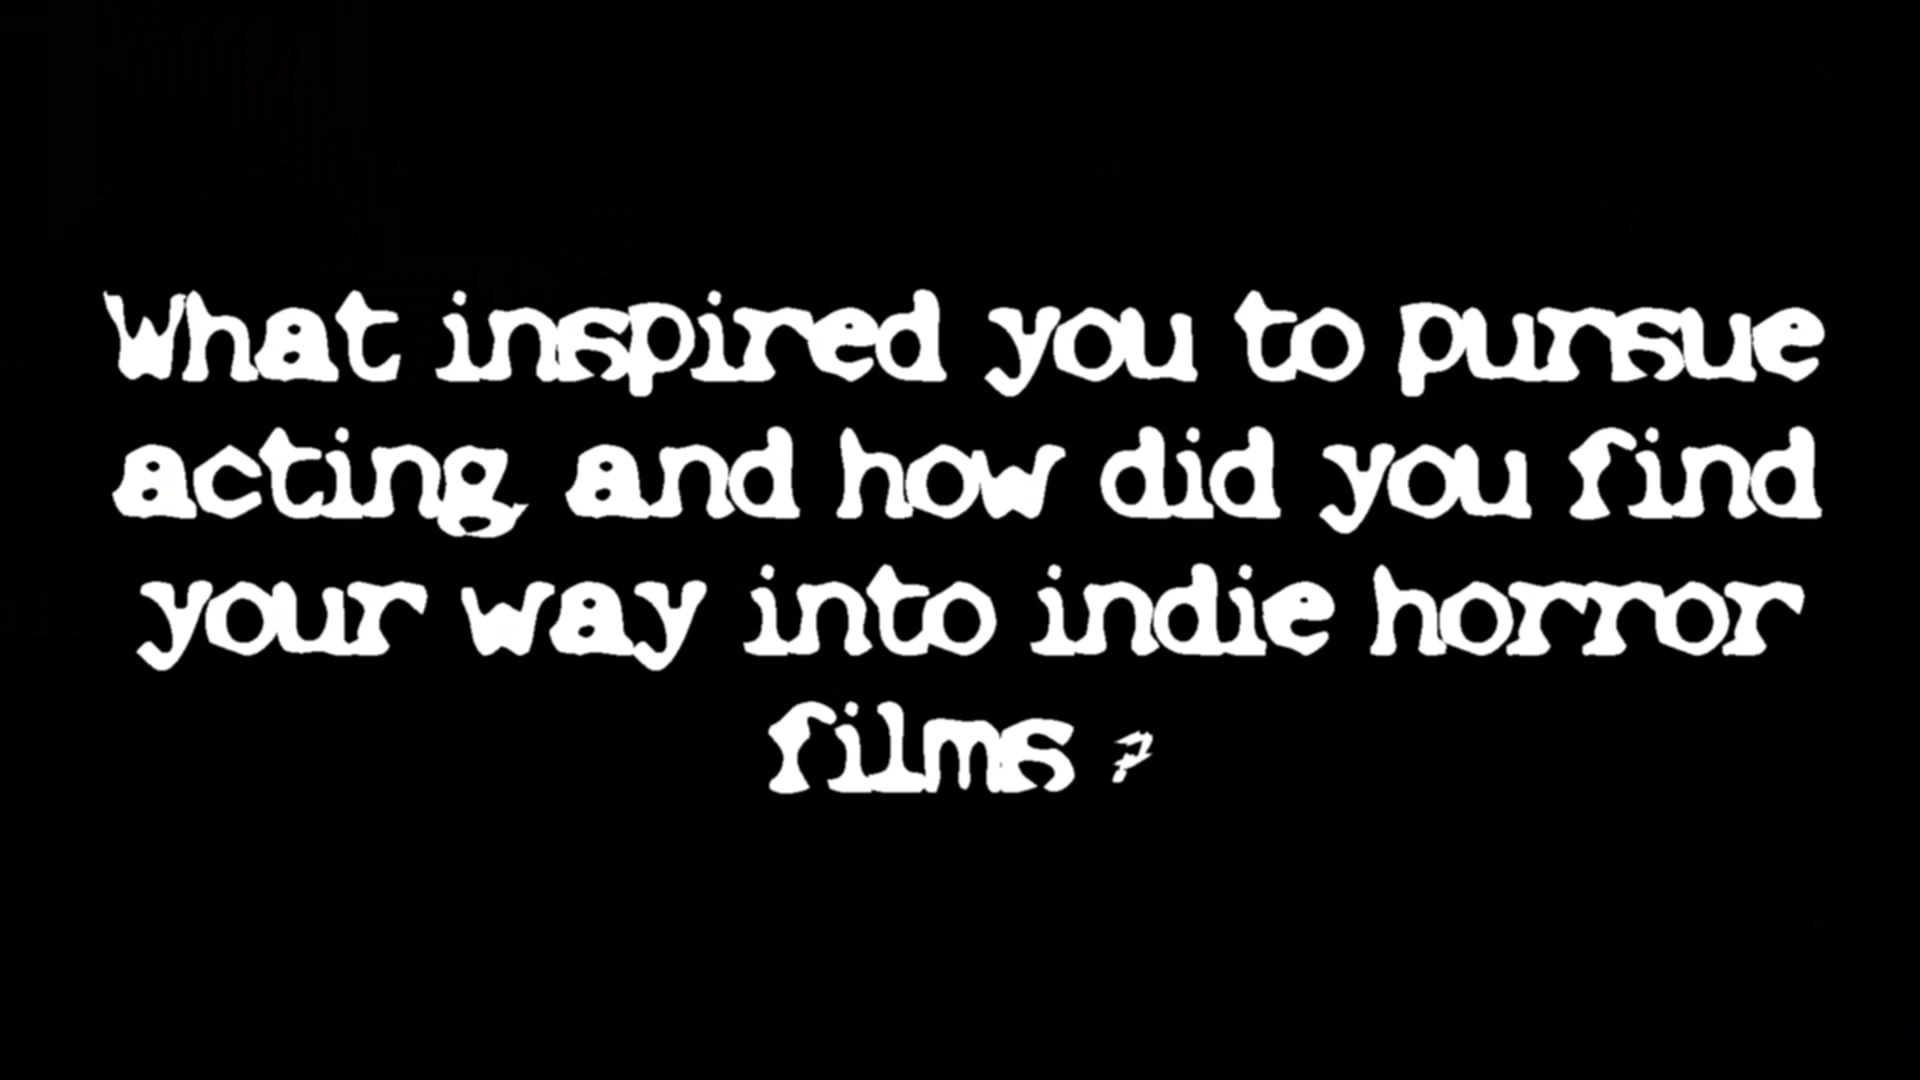 What inspired you to pursue
acting and how did you find
your way into indie horror
films ?